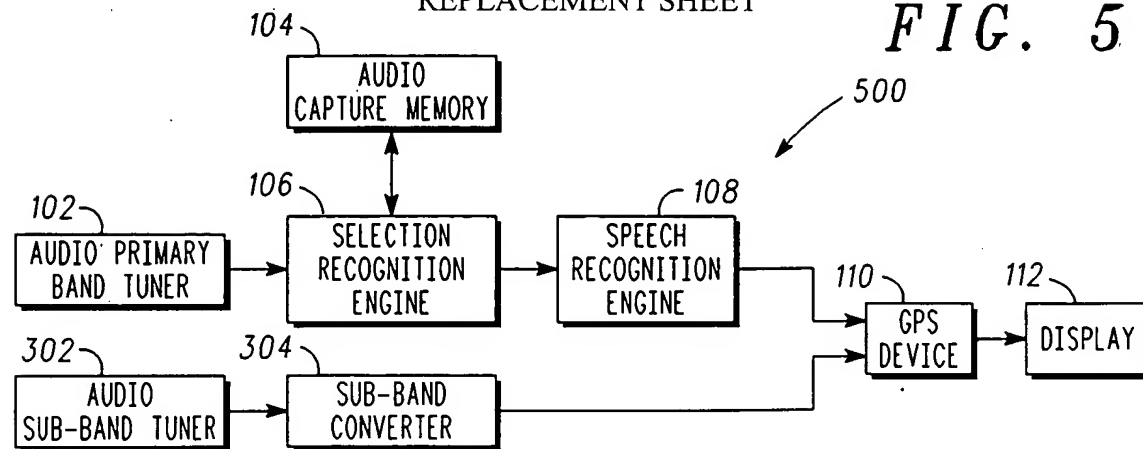 REPLACEMENT SHEET
FIG. 5
500
104
AUDIO
CAPTURE MEMORY
106
SELECTION
RECOGNITION
ENGINE
108
SPEECH
RECOGNITION
ENGINE
102
AUDIO PRIMARY
BAND TUNER
110
GPS
DEVICE
112
DISPLAY
302
AUDIO
SUB-BAND TUNER
304
SUB-BAND
CONVERTER